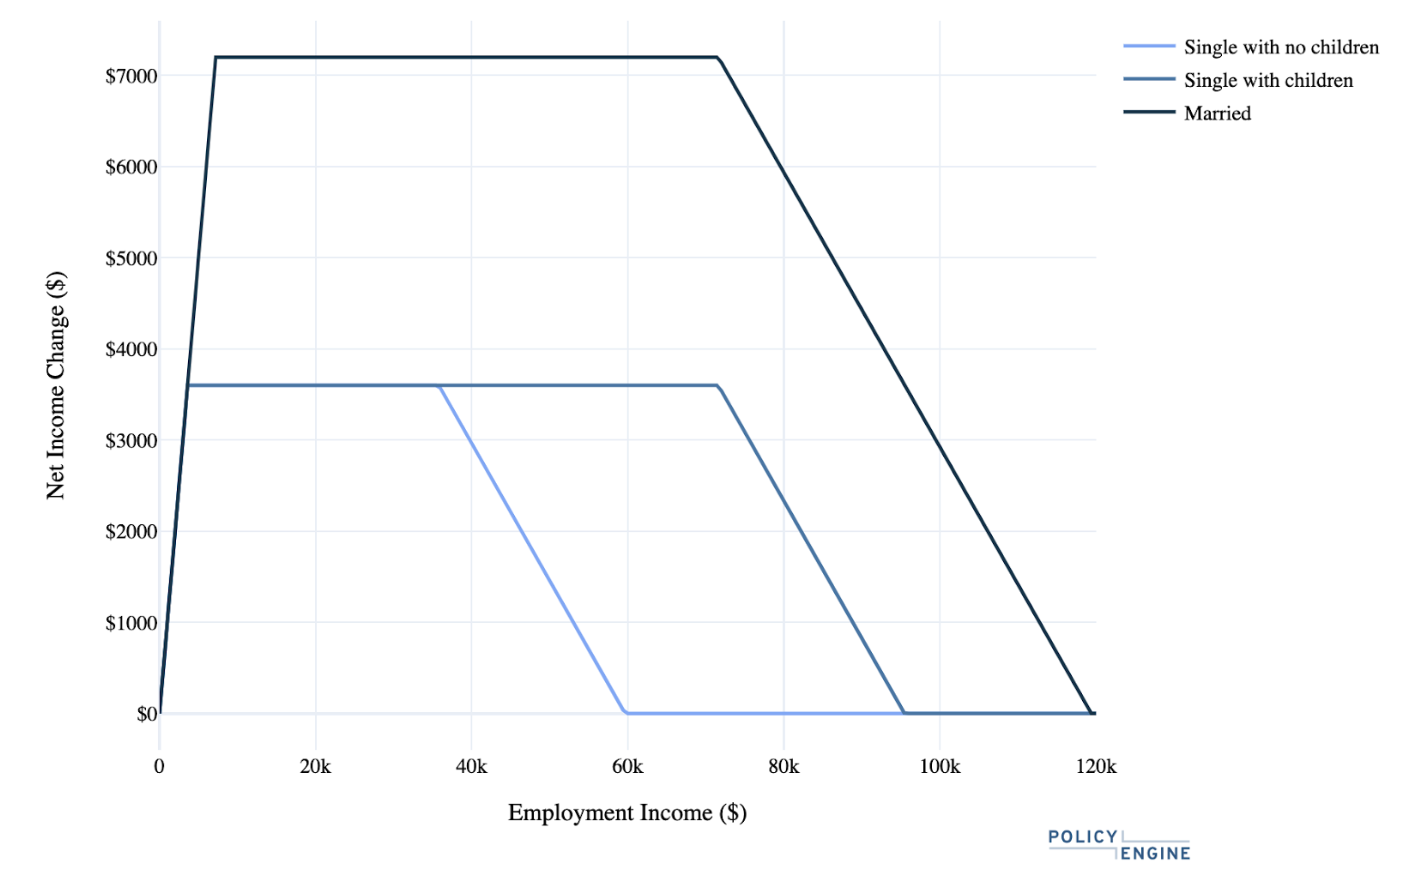 Single with no children
Single with children
Married
$7000
$6000
$5000
$4000
$3000
$2000
$1000
$0
Net Income Change ($)
0 20k 40k 60k 80k 100k 120k
Employment Income ($)
POLICY
ENGINE